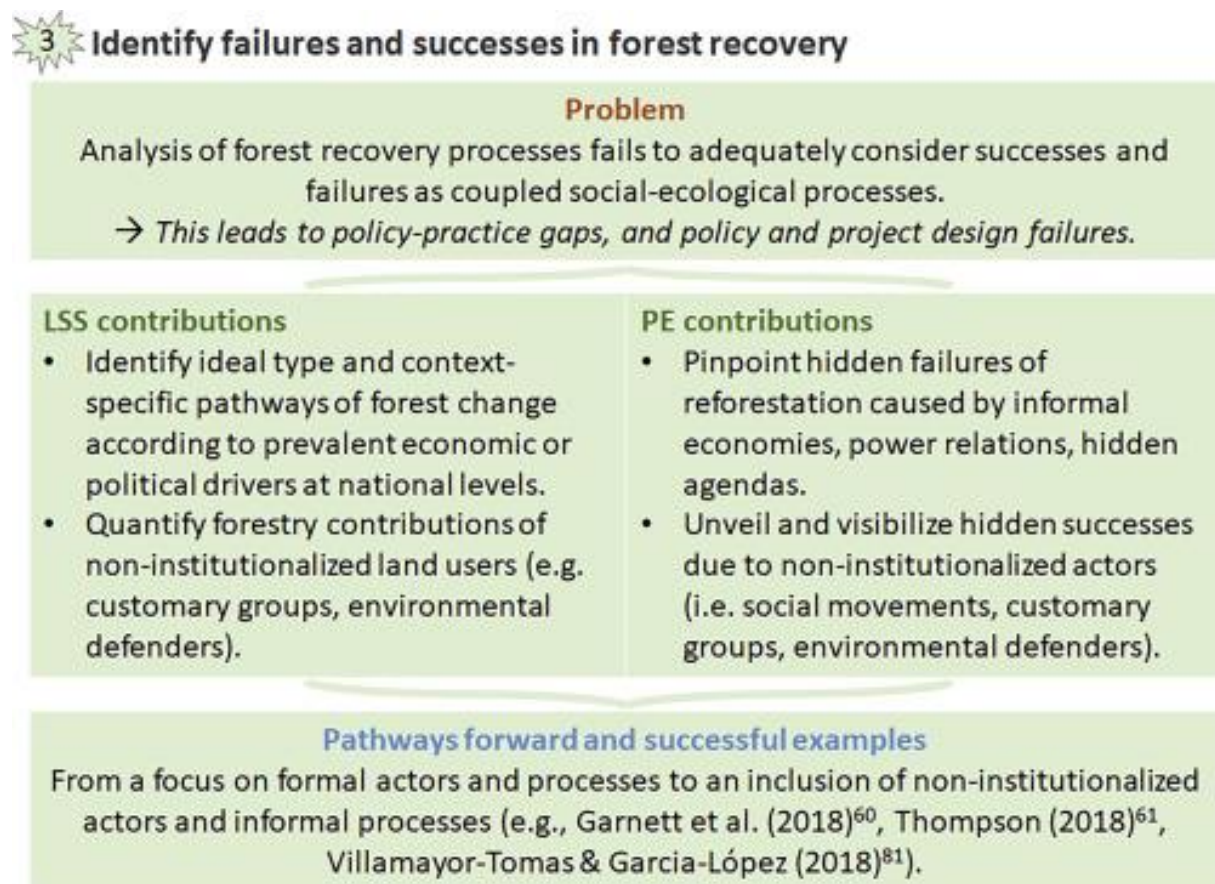 3 Identify failures and successes in forest recovery
Problem
Analysis of forest recovery processes fails to adequately consider successes and
failures as coupled social-ecological processes.
→ This leads to policy-practice gaps, and policy and project design failures.
LSS contributions
• Identify ideal type and context-
specific pathways of forest change
according to prevalent economic or
political drivers at national levels.
• Quantify forestry contributions of
non-institutionalized land users (e.g.
customary groups, environmental
defenders).
PE contributions
• Pinpoint hidden failures of
reforestation caused by informal
economies, power relations, hidden
agendas.
• Unveil and visibilize hidden successes
due to non-institutionalized actors
(i.e. social movements, customary
groups, environmental defenders).
Pathways forward and successful examples
From a focus on formal actors and processes to an inclusion of non-institutionalized
actors and informal processes (e.g., Garnett et al. (2018)⁶⁰, Thompson (2018)⁶¹,
Villamayor-Tomas & Garcia-López (2018)⁸¹).